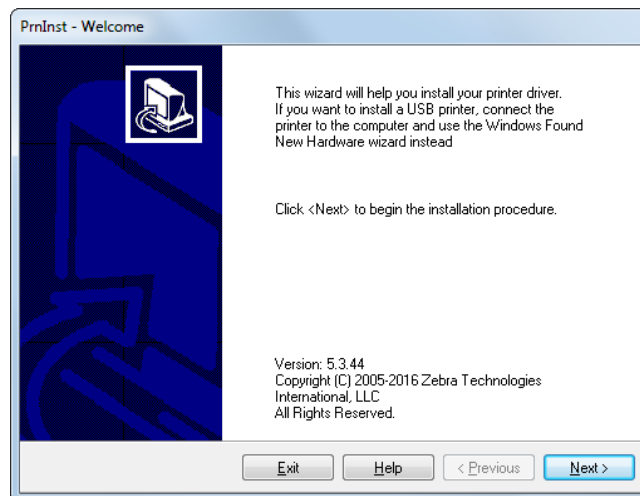 PrnInst - Welcome
This wizard will help you install your printer driver.
If you want to install a USB printer, connect the
printer to the computer and use the Windows Found
New Hardware wizard instead
Click <Next> to begin the installation procedure.
Version: 5.3.44
Copyright (C) 2005-2016 Zebra Technologies
International, LLC
All Rights Reserved.
Exit Help < Previous Next >